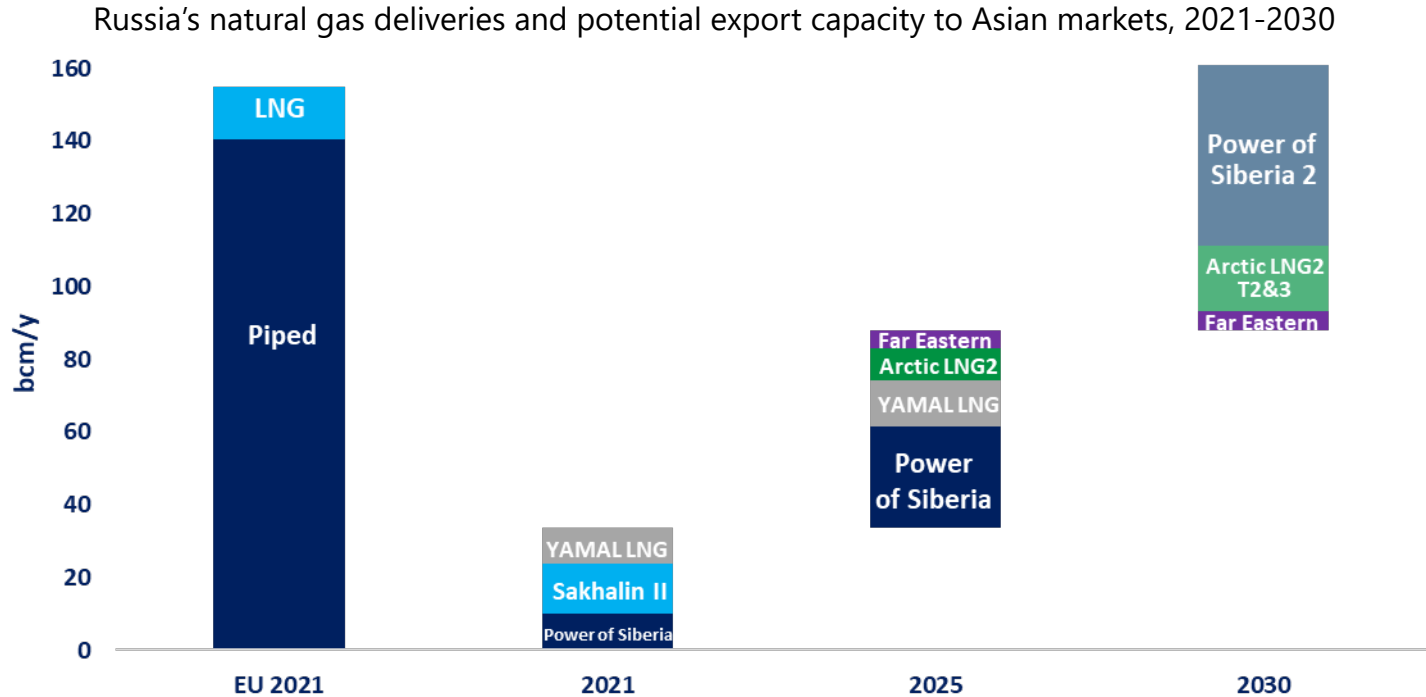 Russia's natural gas deliveries and potential export capacity to Asian markets, 2021-2030
bcm/y
160
140
120
100
80
60
40
20
0
LNG
Piped
EU 2021
YAMAL LNG
Sakhalin II
Power of Siberia
2021
Far Eastern
Arctic LNG2
YAMAL LNG
Power
of Siberia
2025
Power of
Siberia 2
Arctic LNG2
T2&3
Far Eastern
2030